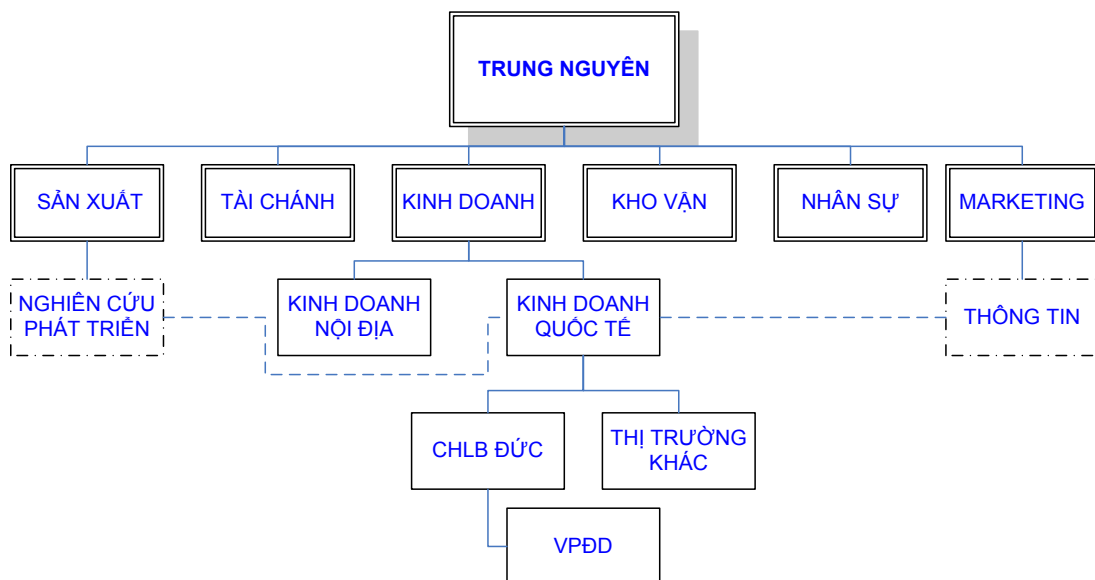 TRUNG NGUYÊN
SẢN XUẤT
TÀI CHÁNH
KINH DOANH
KHO VẬN
NHÂN SỰ
MARKETING
NGHIÊN CỨU
PHÁT TRIỂN
KINH DOANH
NỘI ĐỊA
KINH DOANH
QUỐC TẾ
THÔNG TIN
CHLB ĐỨC
THỊ TRƯỜNG
KHÁC
VPĐD